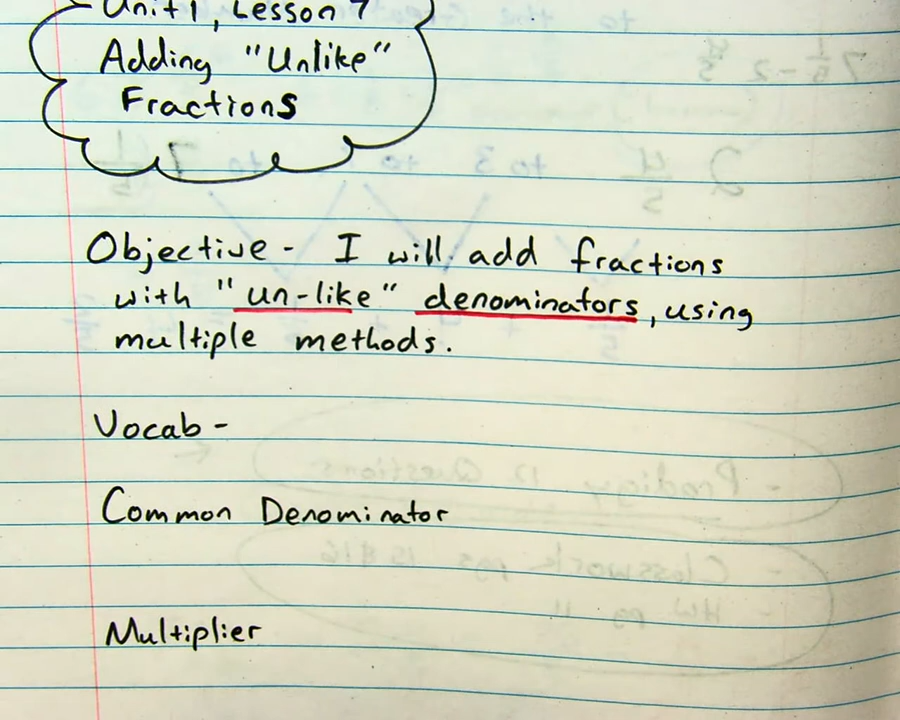 Unit 1, Lesson 7
Adding "Unlike"
Fractions
Objective - I will add fractions
with "un-like" denominators, using
multiple methods.
Vocab -
Common Denominator
Multiplier